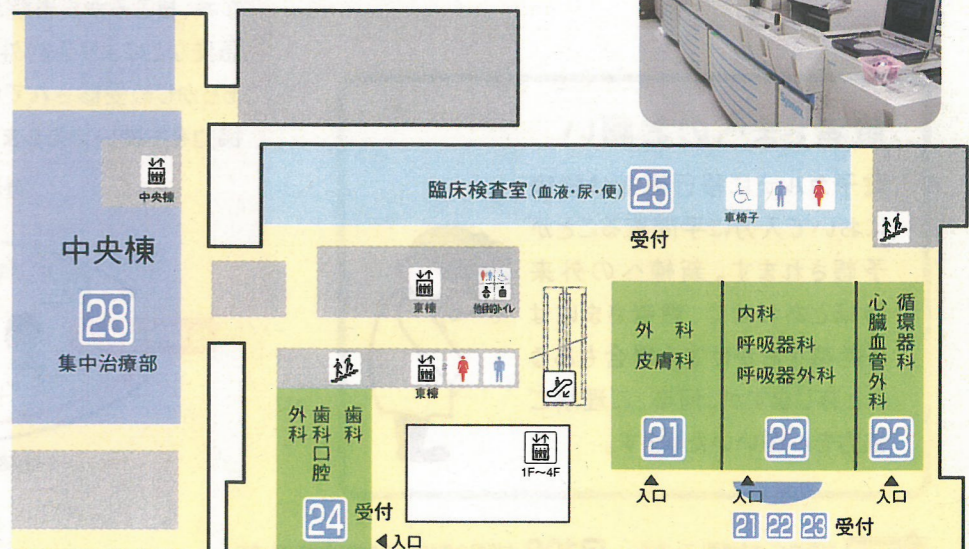 中央棟
臨床検査室(血液・尿・便) 25
車椅子
受付
中央棟
28
集中治療部
東棟
他目的トイレ
東棟
外科
皮膚科
21
内科
呼吸器科
呼吸器外科
22
循環器科
心臓血管外科
23
歯科
歯科口腔
外科
24 受付
入口
1F~4F
入口
入口
入口
21 22 23 受付